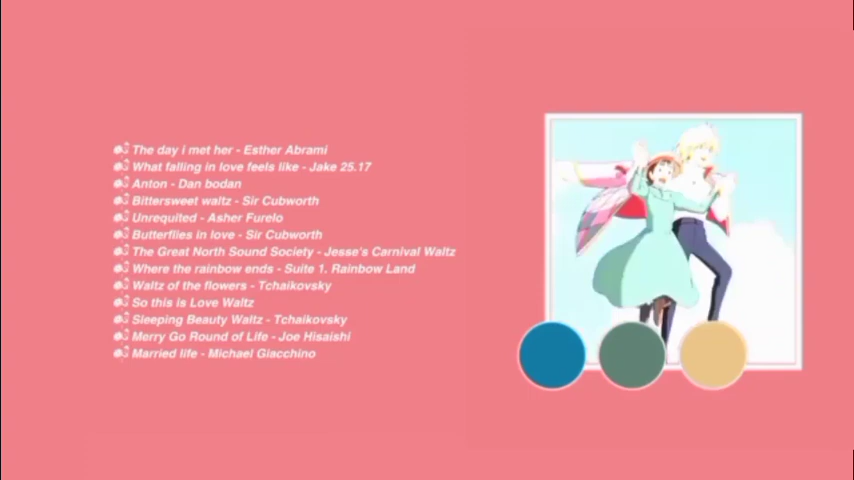 The day i met her - Esther Abrami
What falling in love feels like - Jake 25.17
Anton - Dan bodan
Bittersweet waltz - Sir Cubworth
Unrequited - Asher Furelo
Butterflies in love - Sir Cubworth
The Great North Sound Society - Jesse's Carnival Waltz
Where the rainbow ends - Suite 1. Rainbow Land
Waltz of the flowers - Tchaikovsky
So this is Love Waltz
Sleeping Beauty Waltz - Tchaikovsky
Merry Go Round of Life - Joe Hisaishi
Married life - Michael Giacchino